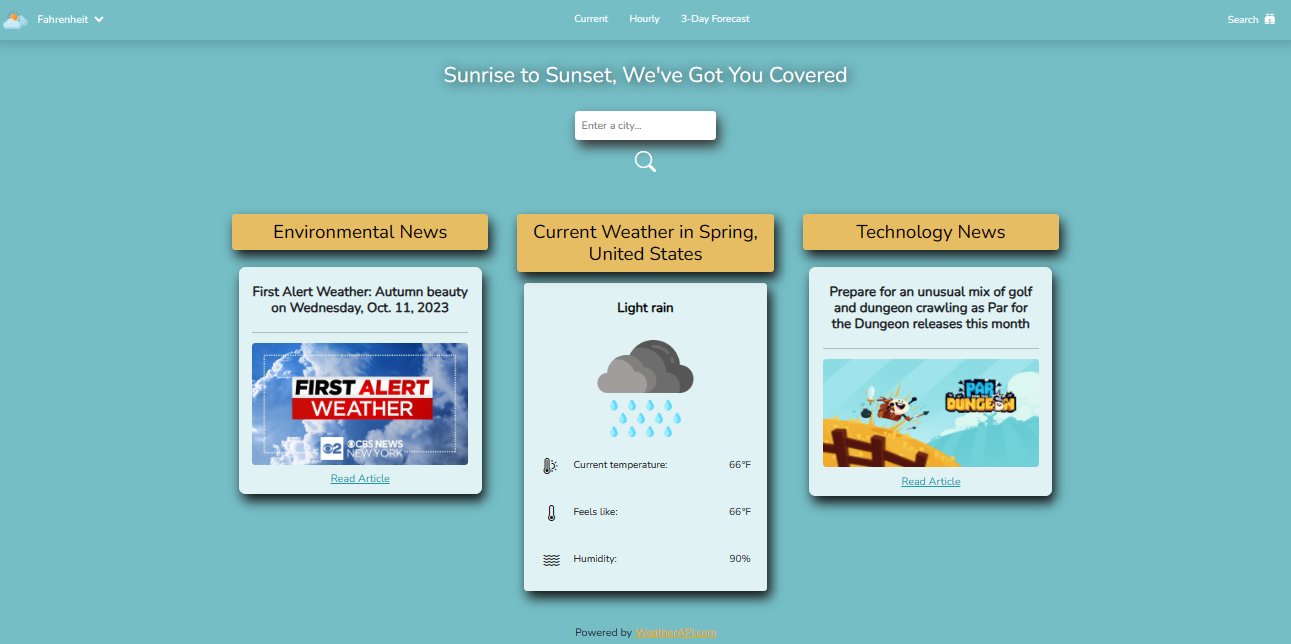 Fahrenheit
Current
Hourly
3-Day Forecast
Search
Sunrise to Sunset, We've Got You Covered
Enter a city...
Environmental News
First Alert Weather: Autumn beauty
on Wednesday, Oct. 11, 2023
FIRST ALERT
WEATHER
2
CBS NEWS
NEW YORK
Read Article
Current Weather in Spring,
United States
Light rain
Current temperature: 66°F
Feels like: 66°F
Humidity: 90%
Technology News
Prepare for an unusual mix of golf
and dungeon crawling as Par for
the Dungeon releases this month
PAR
DUNGEON
Read Article
Powered by WeatherAPI.com